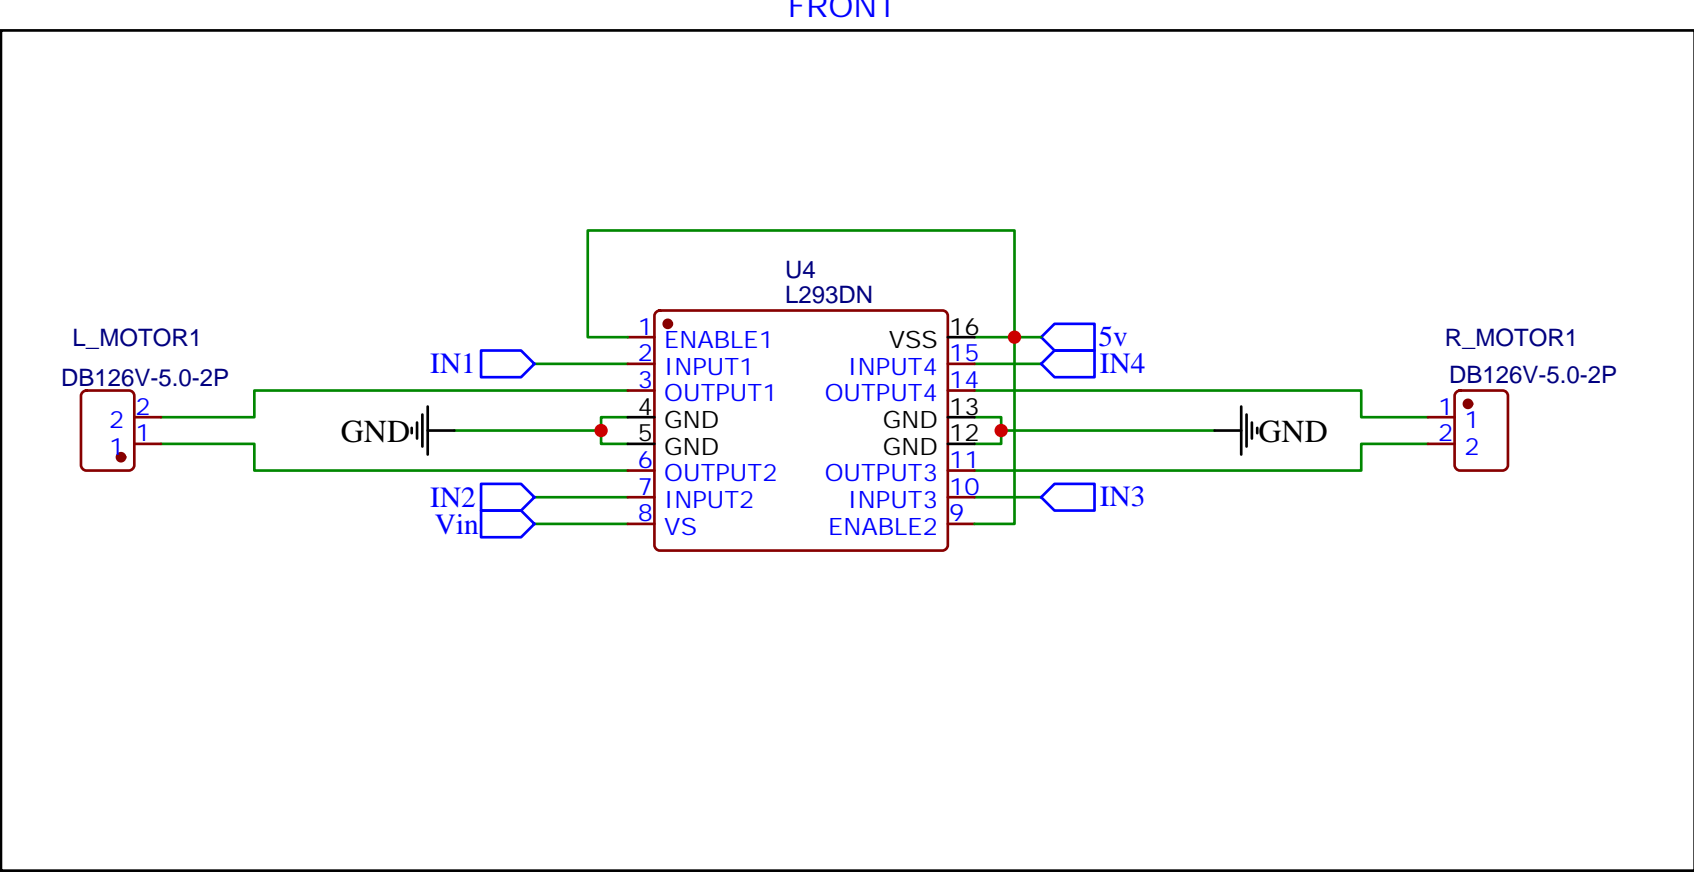 FRONT
U4
L293DN
L_MOTOR1
DB126V-5.0-2P
2 2
1 1
R_MOTOR1
DB126V-5.0-2P
1 1
2 2
1 ENABLE1
IN1 2 INPUT1
3 OUTPUT1
4 GND
GND
5 GND
6 OUTPUT2
IN2 7 INPUT2
Vin 8 VS
VSS 16 5v
INPUT4 15 IN4
OUTPUT4 14
GND 13
GND
GND 12
OUTPUT3 11
INPUT3 10 IN3
ENABLE2 9